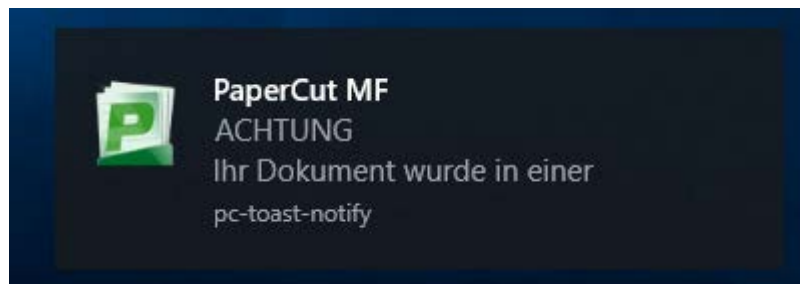 PaperCut MF
ACHTUNG
Ihr Dokument wurde in einer
pc-toast-notify